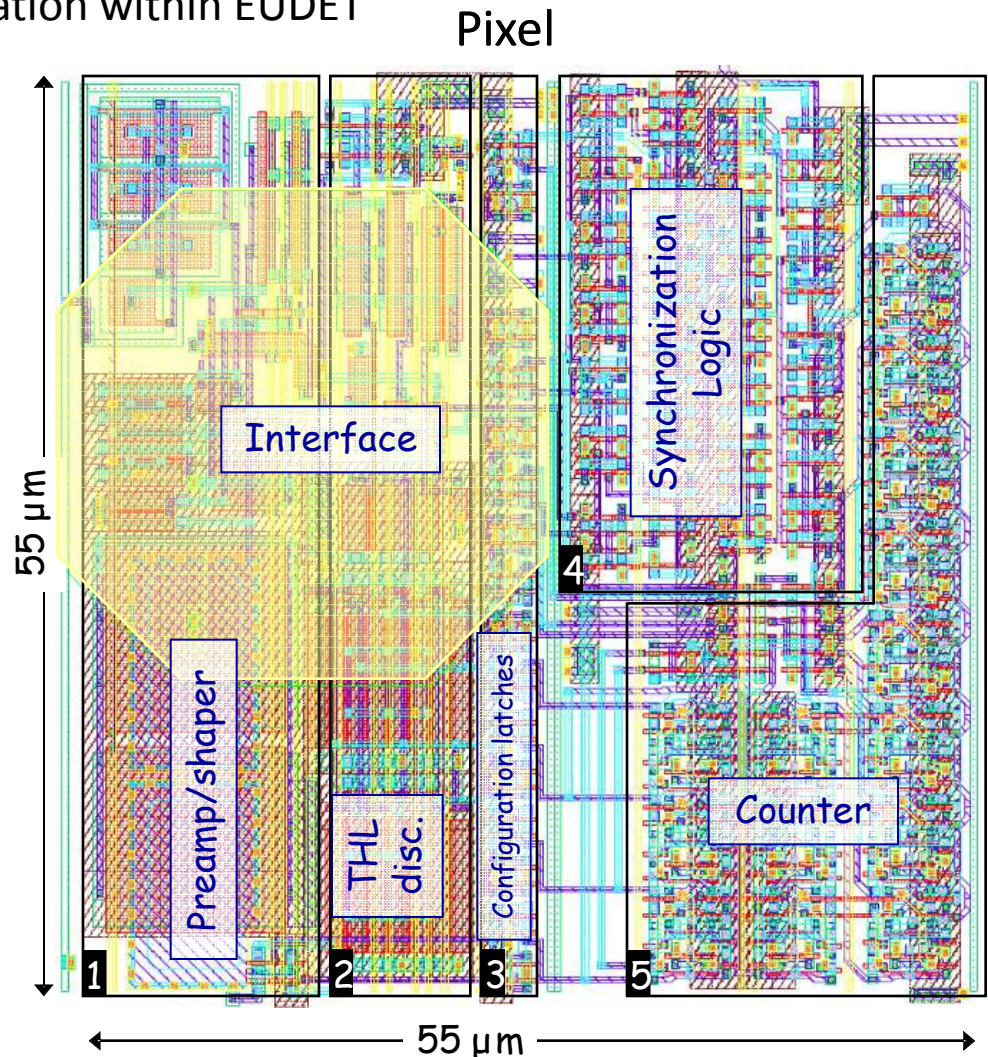 ation within EUDET
Pixel
Synchronization
Logic
Interface
55 µm
4
Preamp/shaper
THL
disc.
Configuration latches
Counter
1
2
3
5
55 µm